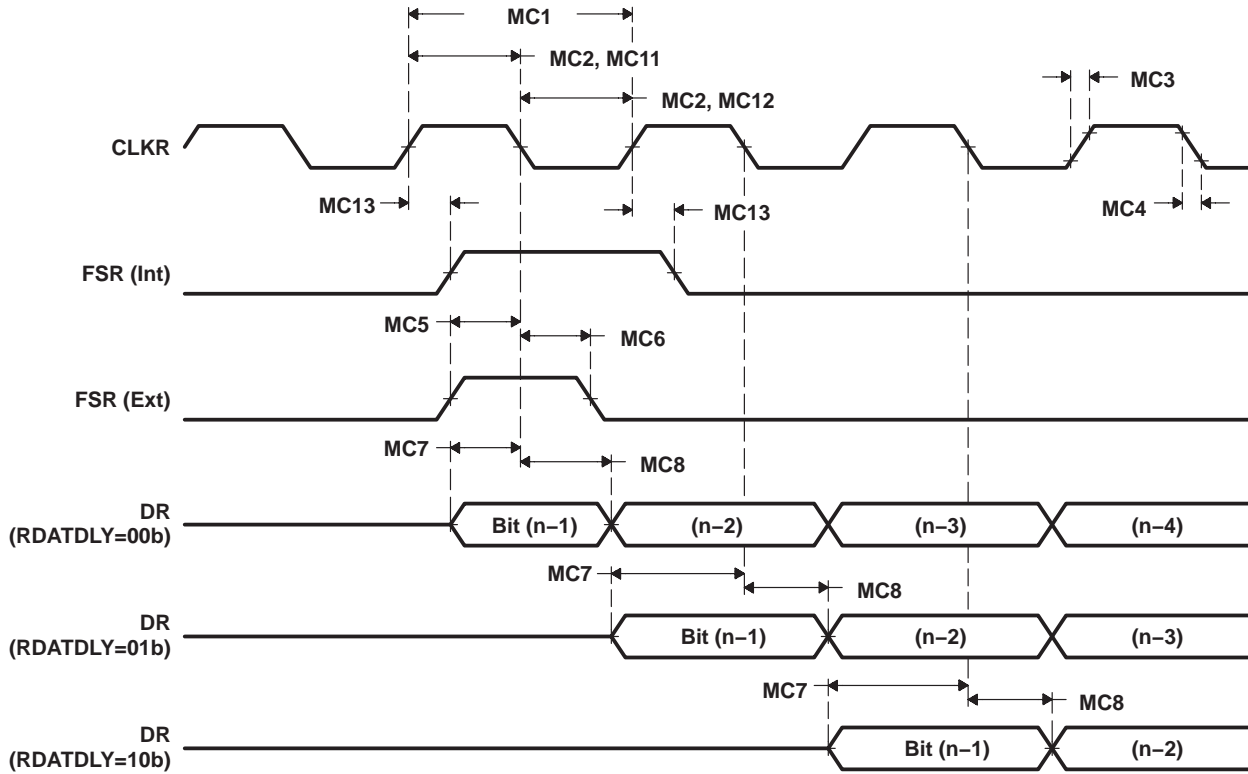 MC1
MC2, MC11
MC3
MC2, MC12
CLKR
MC13
MC13
MC4
FSR (Int)
MC5
MC6
FSR (Ext)
MC7
MC8
DR
(RDATDLY=00b)
Bit (n−1)
(n−2)
(n−3)
(n−4)
MC7
MC8
DR
(RDATDLY=01b)
Bit (n−1)
(n−2)
(n−3)
MC7
MC8
DR
(RDATDLY=10b)
Bit (n−1)
(n−2)